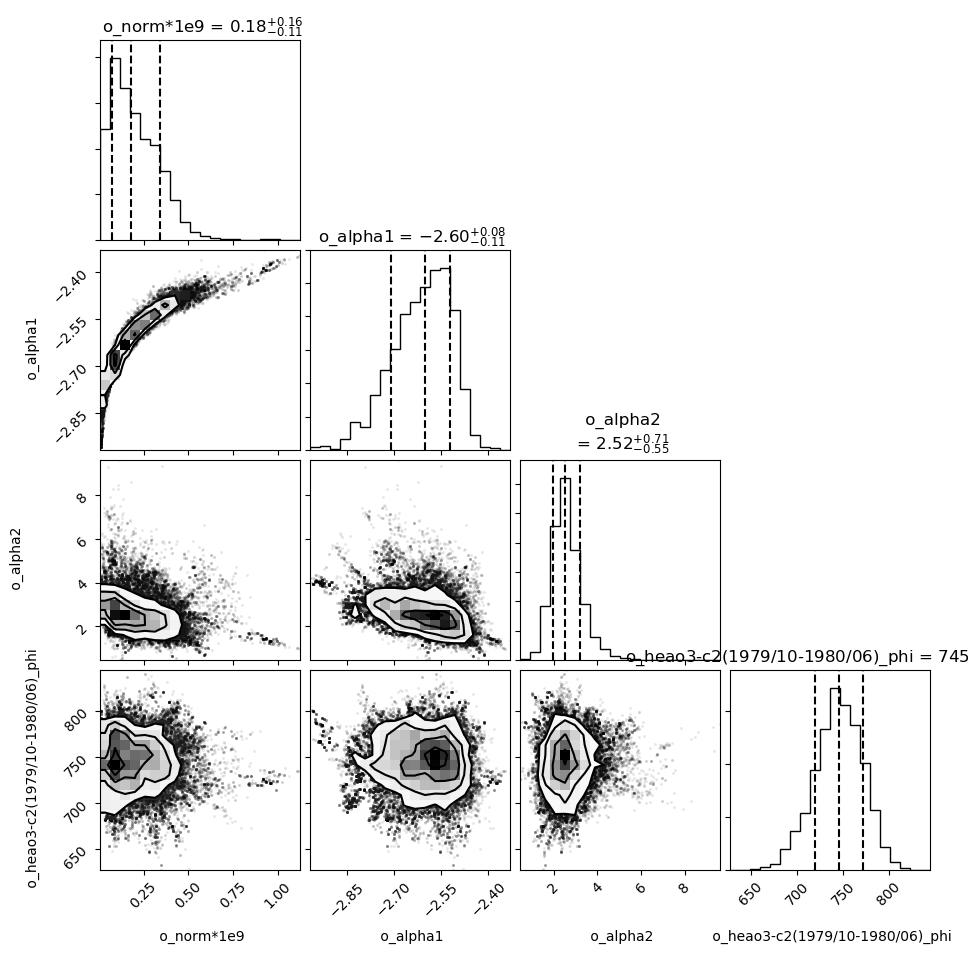 o_norm*1e9 = 0.18+0.16−0.11
o_alpha1 = −2.60+0.08−0.11
−2.40
−2.55
−2.70
−2.85
o_alpha1
o_alpha2
= 2.52+0.71−0.55
8
6
4
2
o_alpha2
o_heao3-c2(1979/10-1980/06)_phi = 745
800
750
700
650
o_heao3-c2(1979/10-1980/06)_phi
0.25 0.50 0.75 1.00
−2.85 −2.70 −2.55 −2.40
2 4 6 8
650 700 750 800
o_norm*1e9
o_alpha1
o_alpha2
o_heao3-c2(1979/10-1980/06)_phi